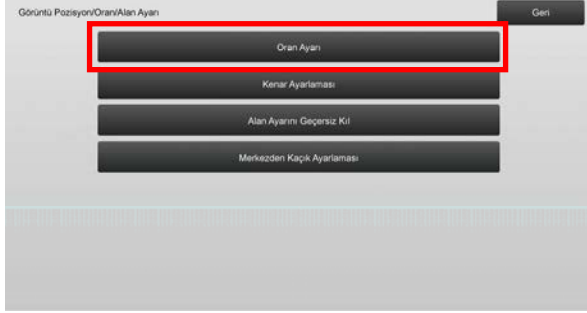 Görüntü Pozisyon/Oran/Alan Ayarı
Geri
Oran Ayarı
Kenar Ayarlaması
Alan Ayarını Geçersiz Kıl
Merkezden Kaçık Ayarlaması